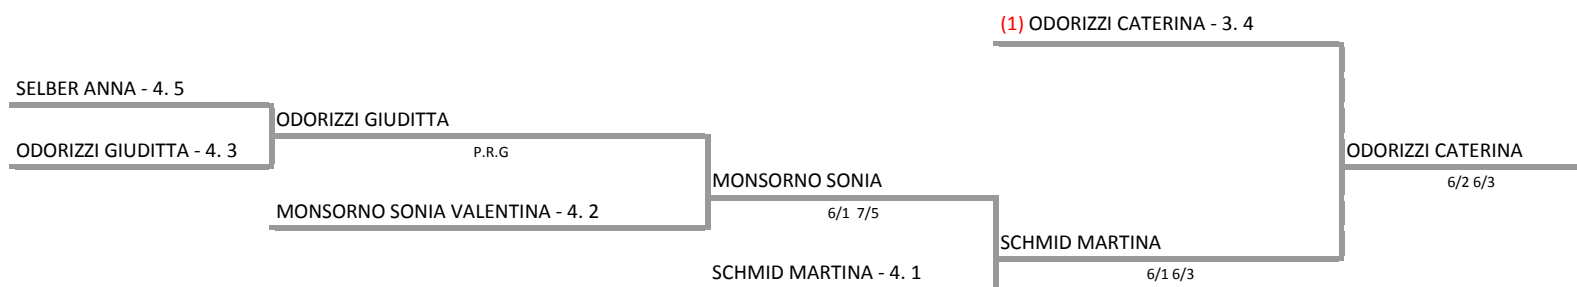 (1) ODORIZZI CATERINA - 3. 4
SELBER ANNA - 4. 5
ODORIZZI GIUDITTA
ODORIZZI GIUDITTA - 4. 3
P.R.G
ODORIZZI CATERINA
6/2 6/3
MONSORNO SONIA
MONSORNO SONIA VALENTINA - 4. 2
6/1 7/5
SCHMID MARTINA
SCHMID MARTINA - 4. 1
6/1 6/3